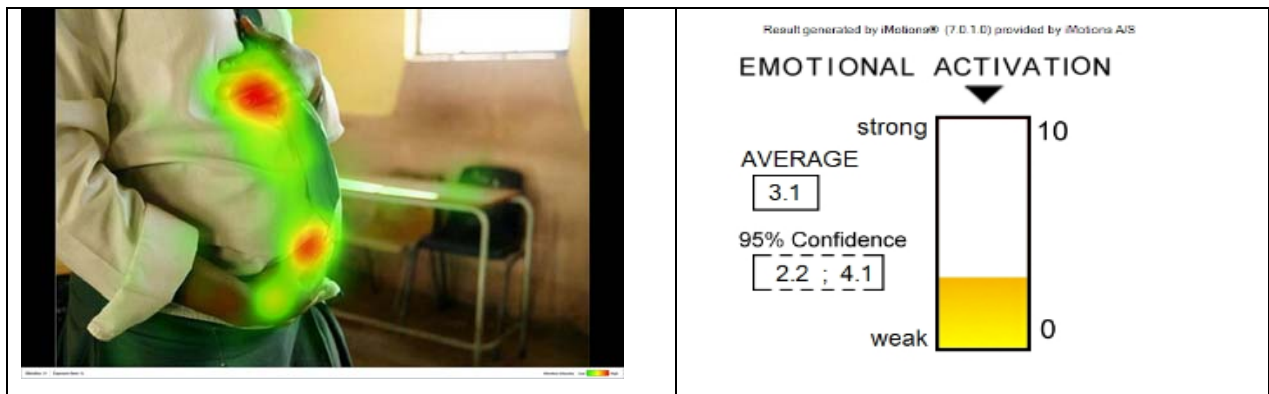 Result generated by iMotions® (7.0.1.0) provided by iMotions A/S
EMOTIONAL ACTIVATION
strong
10
AVERAGE
3.1
95% Confidence
2.2 ; 4.1
weak
0